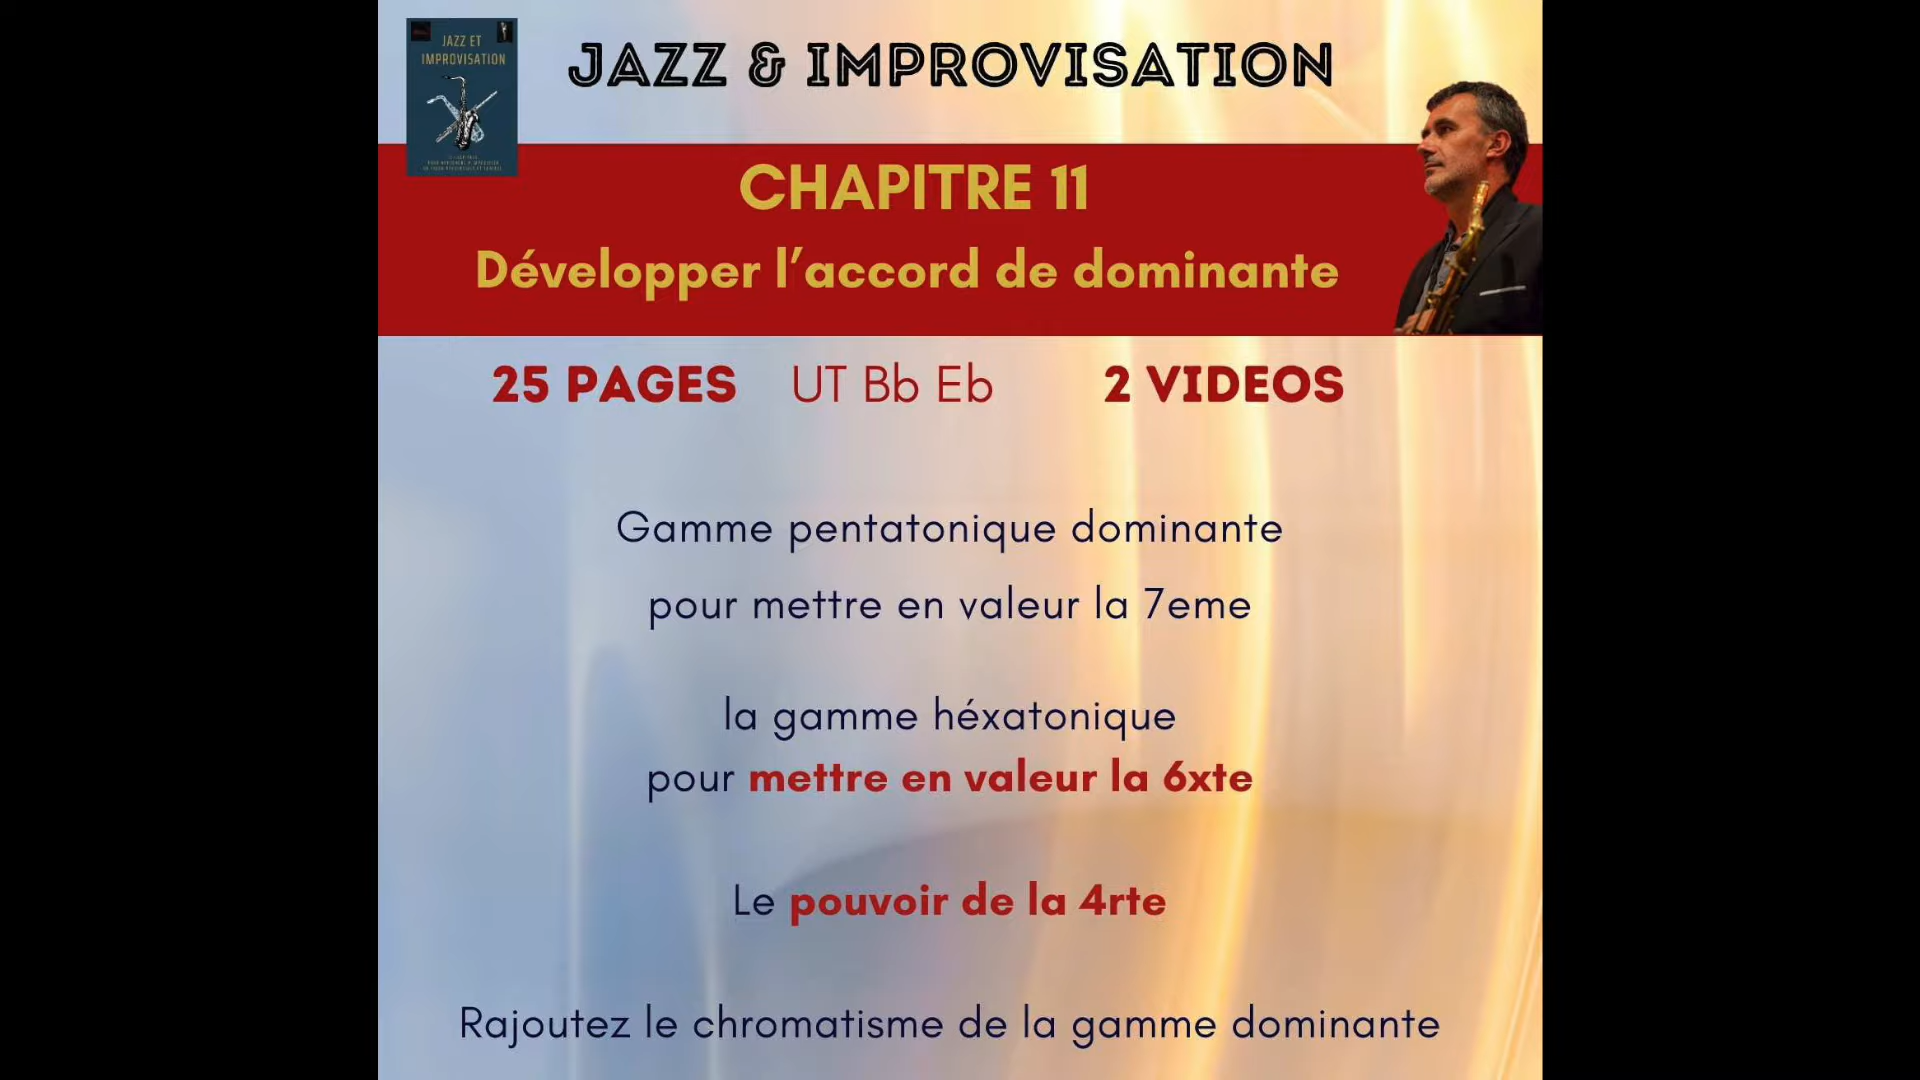 JAZZ ET
IMPROVISATION
JAZZ & IMPROVISATION
CHAPITRE 11
Développer l’accord de dominante
25 PAGES UT Bb Eb 2 VIDEOS
Gamme pentatonique dominante
pour mettre en valeur la 7eme
la gamme héxatonique
pour mettre en valeur la 6xte
Le pouvoir de la 4rte
Rajoutez le chromatisme de la gamme dominante